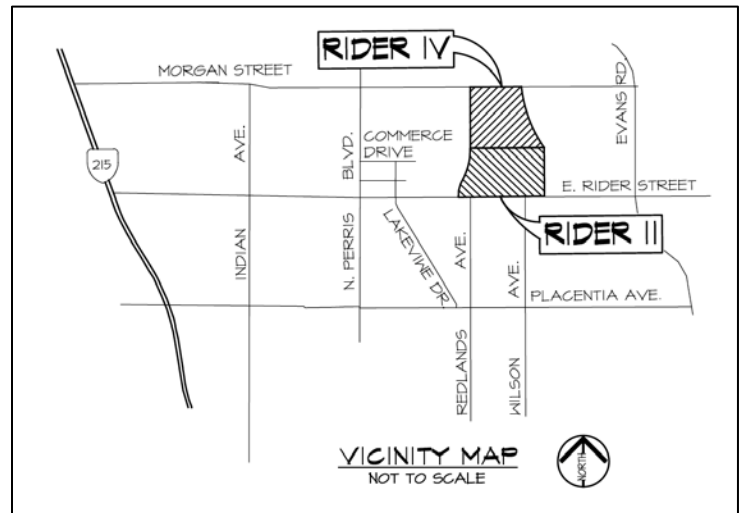 RIDER IV
MORGAN STREET
EVANS RD.
COMMERCE
DRIVE
AVE.
BLVD.
215
E. RIDER STREET
RIDER II
INDIAN
N. PERRIS
LAKEVIWE DR.
AVE.
AVE.
PLACENTIA AVE.
REDLANDS
WILSON
VICINITY MAP
NOT TO SCALE
NORTH